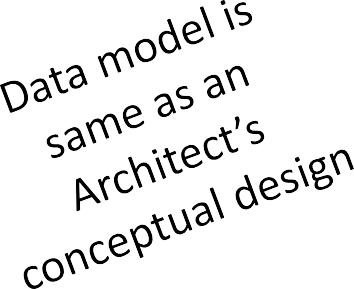 Data model is
same as an
Architect’s
conceptual design